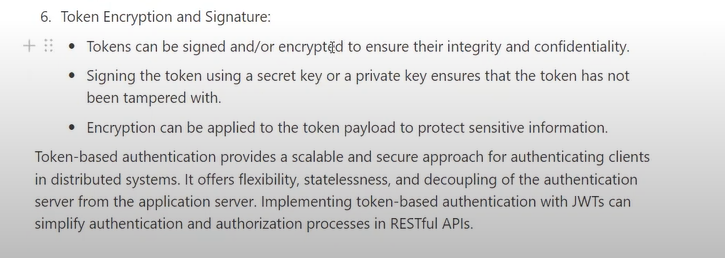 6. Token Encryption and Signature:
• Tokens can be signed and/or encrypted to ensure their integrity and confidentiality.
• Signing the token using a secret key or a private key ensures that the token has not
been tampered with.
• Encryption can be applied to the token payload to protect sensitive information.
Token-based authentication provides a scalable and secure approach for authenticating clients
in distributed systems. It offers flexibility, statelessness, and decoupling of the authentication
server from the application server. Implementing token-based authentication with JWTs can
simplify authentication and authorization processes in RESTful APIs.